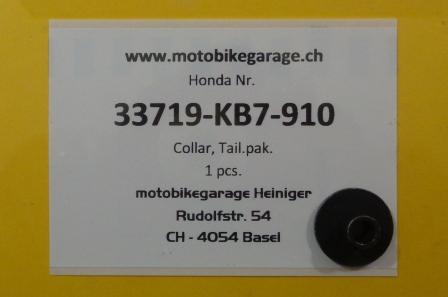 www.motobikegarage.ch
Honda Nr.
33719-KB7-910
Collar, Tail.pak.
1 pcs.
motobikegarage Heiniger
Rudolfstr. 54
CH - 4054 Basel